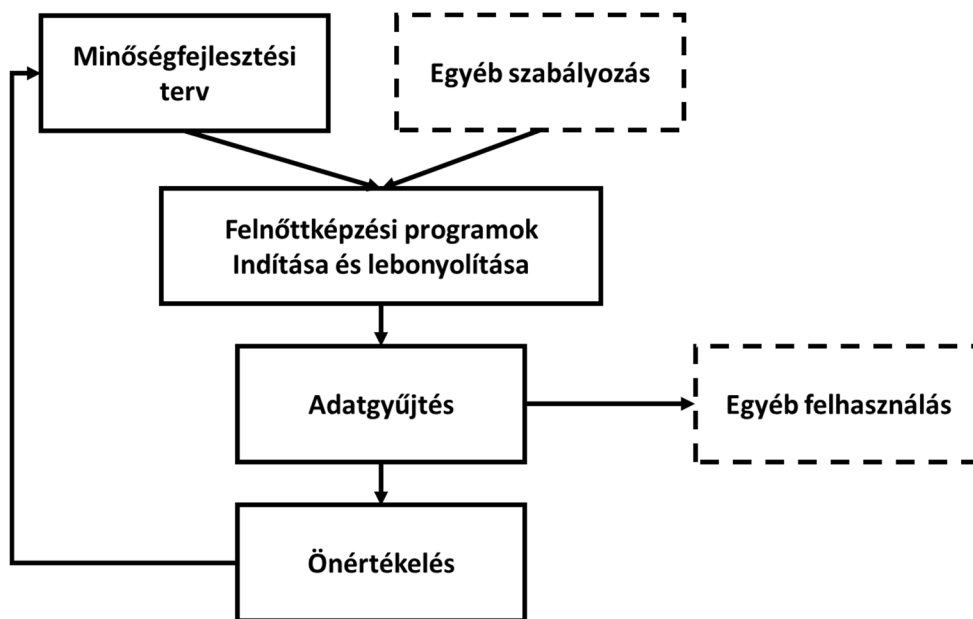 Minőségfejlesztési
terv
Egyéb szabályozás
Felnőttképzési programok
Indítása és lebonyolítása
Adatgyűjtés
Egyéb felhasználás
Önértékelés